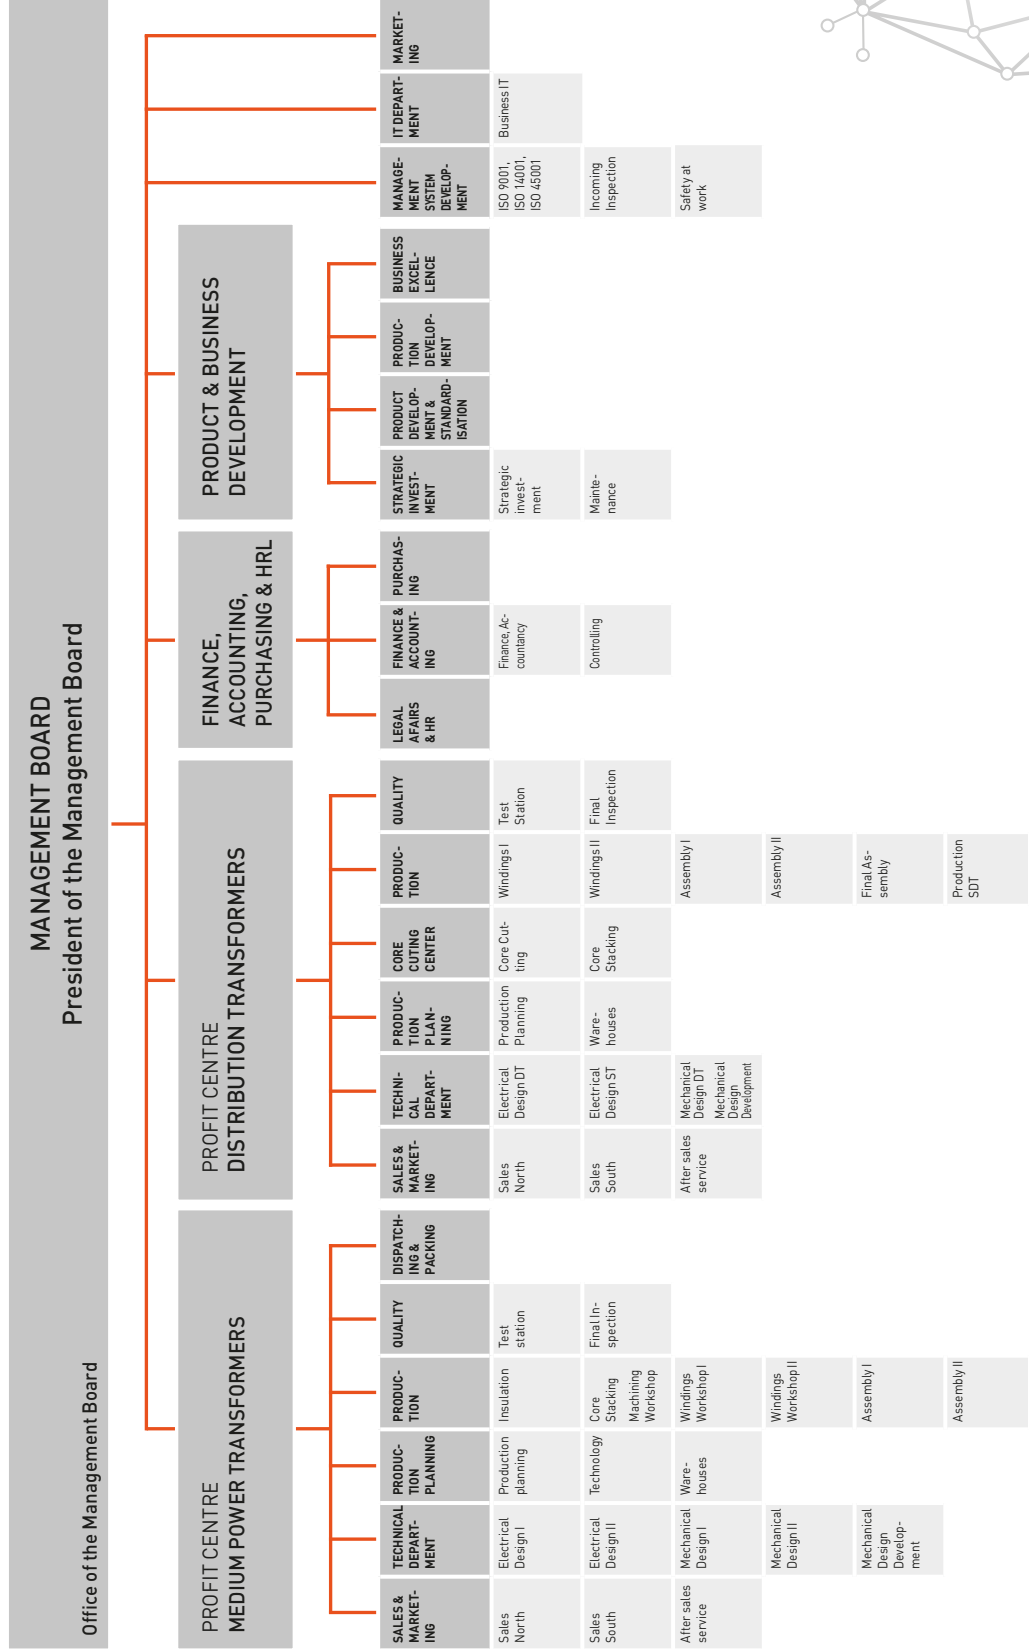 MANAGEMENT BOARD
President of the Management Board
Office of the Management Board
PROFIT CENTRE
MEDIUM POWER TRANSFORMERS
SALES &
MARKET-
ING
Sales
North
Sales
South
After sales
service
TECHNICAL
DEPART-
MENT
Electrical
Design I
Electrical
Design II
Mechanical
Design I
Mechanical
Design II
Mechanical
Design
Develop-
ment
PRODUC-
TION
PLANNING
Production
planning
Technology
Ware-
houses
PRODUC-
TION
Insulation
Core
Stacking
Machining
Workshop
Windings
Workshop I
Windings
Workshop II
Assembly I
Assembly II
QUALITY
Test
station
Final In-
spection
DISPATCH-
ING &
PACKING
PROFIT CENTRE
DISTRIBUTION TRANSFORMERS
SALES &
MARKET-
ING
Sales
North
Sales
South
After sales
service
TECHNI-
CAL
DEPART-
MENT
Electrical
Design DT
Electrical
Design ST
Mechanical
Design DT
Mechanical
Design
Development
PRODUC-
TION
PLAN-
NING
Production
Planning
Ware-
houses
CORE
CUTING
CENTER
Core Cut-
ting
Core
Stacking
PRODUC-
TION
Windings I
Windings II
Assembly I
Assembly II
Final As-
sembly
Production
SDT
QUALITY
Test
Station
Final
Inspection
FINANCE,
ACCOUNTING,
PURCHASING & HRL
LEGAL
AFAIRS
& HR
FINANCE &
ACCOUNT-
ING
Finance, Ac-
countancy
Controlling
PURCHAS-
ING
PRODUCT & BUSINESS
DEVELOPMENT
STRATEGIC
INVEST-
MENT
Strategic
invest-
ment
Mainte-
nance
PRODUCT
DEVELOP-
MENT &
STANDARD-
ISATION
PRODUC-
TION
DEVELOP-
MENT
BUSINESS
EXCEL-
LENCE
MANAGE-
MENT
SYSTEM
DEVELOP-
MENT
ISO 9001,
ISO 14001,
ISO 45001
Incoming
Inspection
Safety at
work
IT DEPART-
MENT
Business IT
MARKET-
ING